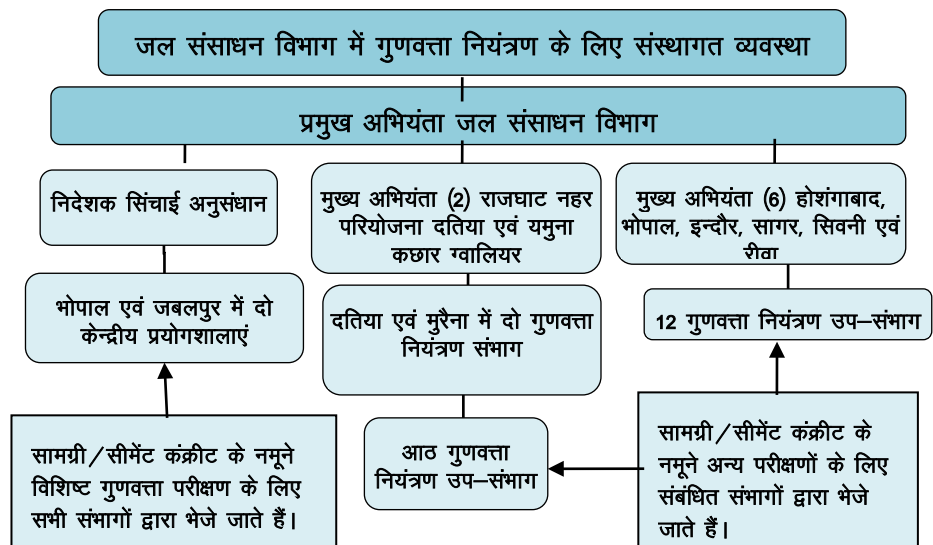 जल संसाधन विभाग में गुणवत्ता नियंत्रण के लिए संस्थागत व्यवस्था
प्रमुख अभियंता जल संसाधन विभाग
निदेशक सिंचाई अनुसंधान
भोपाल एवं जबलपुर में दो
केन्द्रीय प्रयोगशालाएं
सामग्री/सीमेंट कंक्रीट के नमूने
विशिष्ट गुणवत्ता परीक्षण के लिए
सभी संभागों द्वारा भेजे जाते हैं।
मुख्य अभियंता (2) राजघाट नहर
परियोजना दतिया एवं यमुना
कछार ग्वालियर
दतिया एवं मुरैना में दो गुणवत्ता
नियंत्रण संभाग
आठ गुणवत्ता
नियंत्रण उप–संभाग
मुख्य अभियंता (6) होशंगाबाद,
भोपाल, इन्दौर, सागर, सिवनी एवं
रीवा
12 गुणवत्ता नियंत्रण उप–संभाग
सामग्री/सीमेंट कंक्रीट के
नमूने अन्य परीक्षणों के लिए
संबंधित संभागों द्वारा भेजे
जाते हैं।